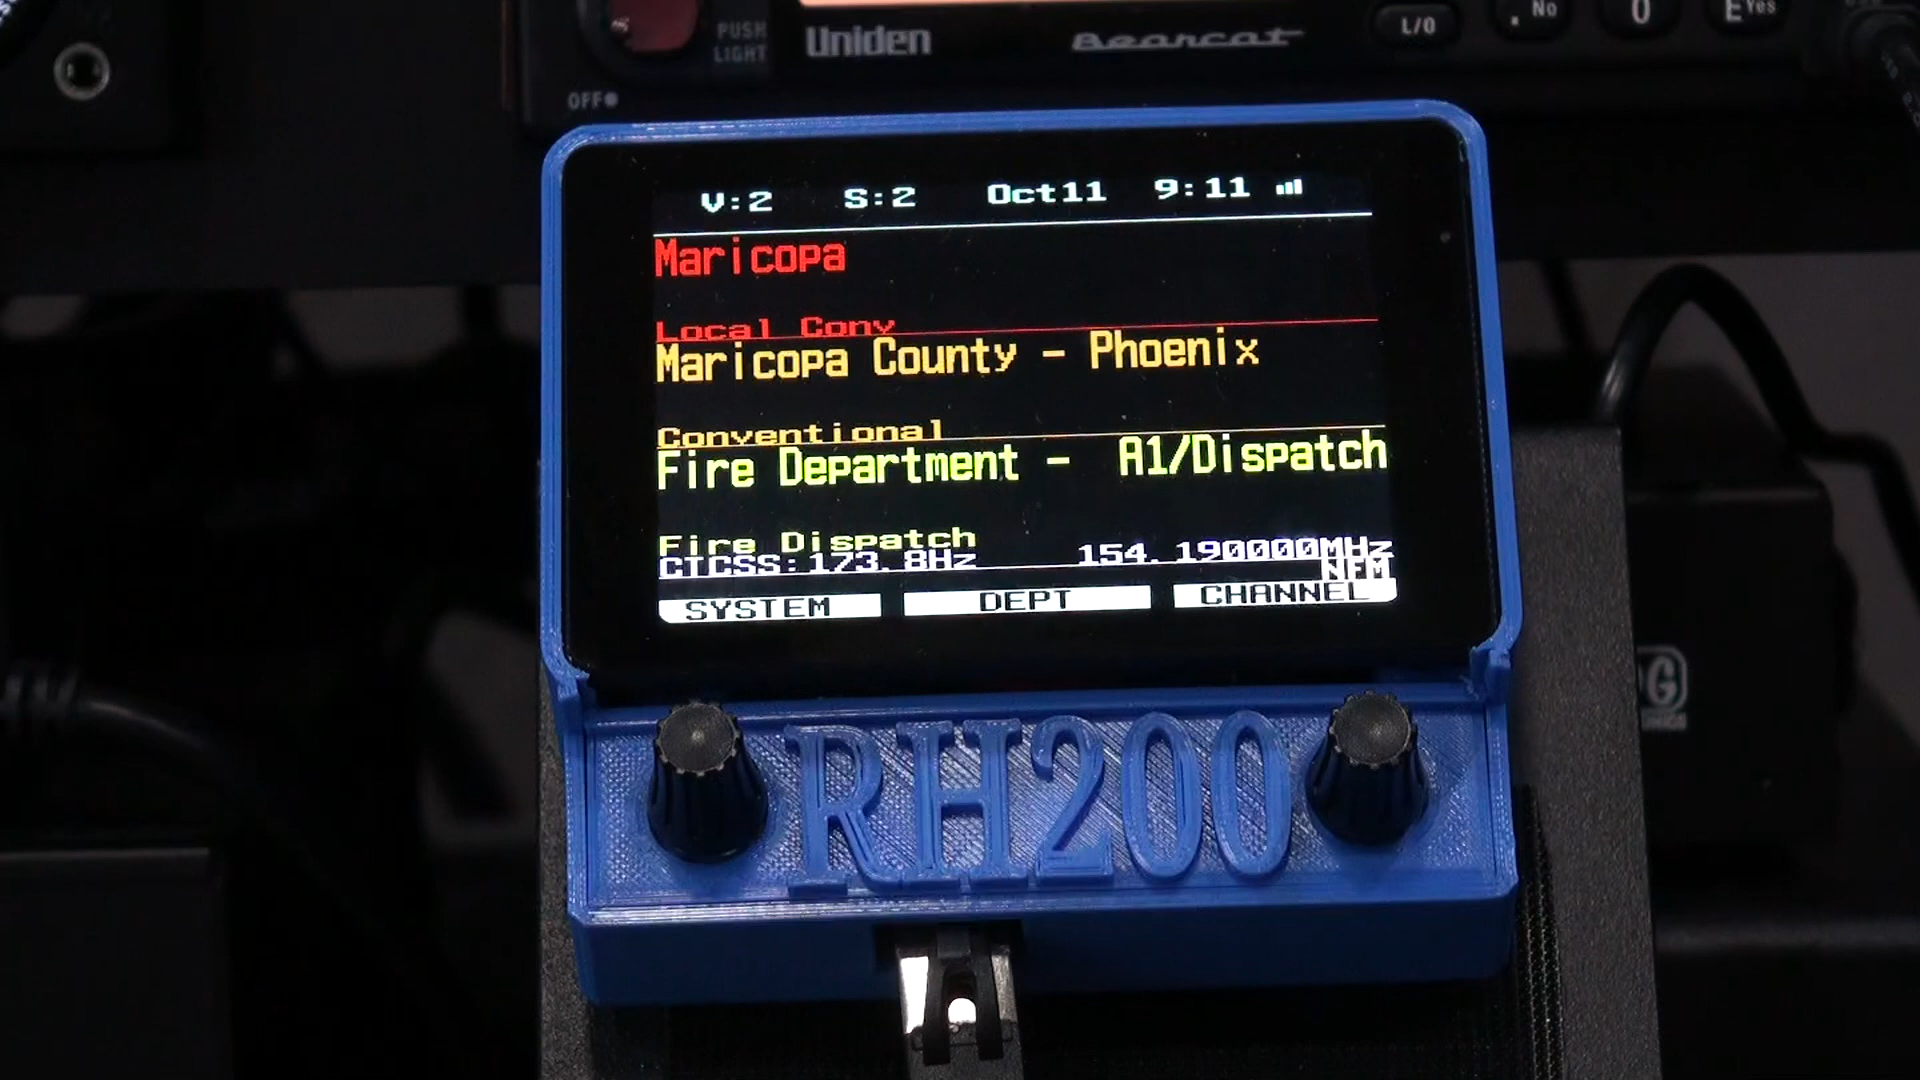 PUSH
LIGHT
Uniden
Bearcat
L/O
. No
0
E Yes
OFF
V:2 S:2 Oct11 9:11
Maricopa
Local Conv
Maricopa County - Phoenix
Conventional
Fire Department - A1/Dispatch
Fire Dispatch
CTCSS:173.8Hz 154.190000MHz
NFM
SYSTEM DEPT CHANNEL
RH200